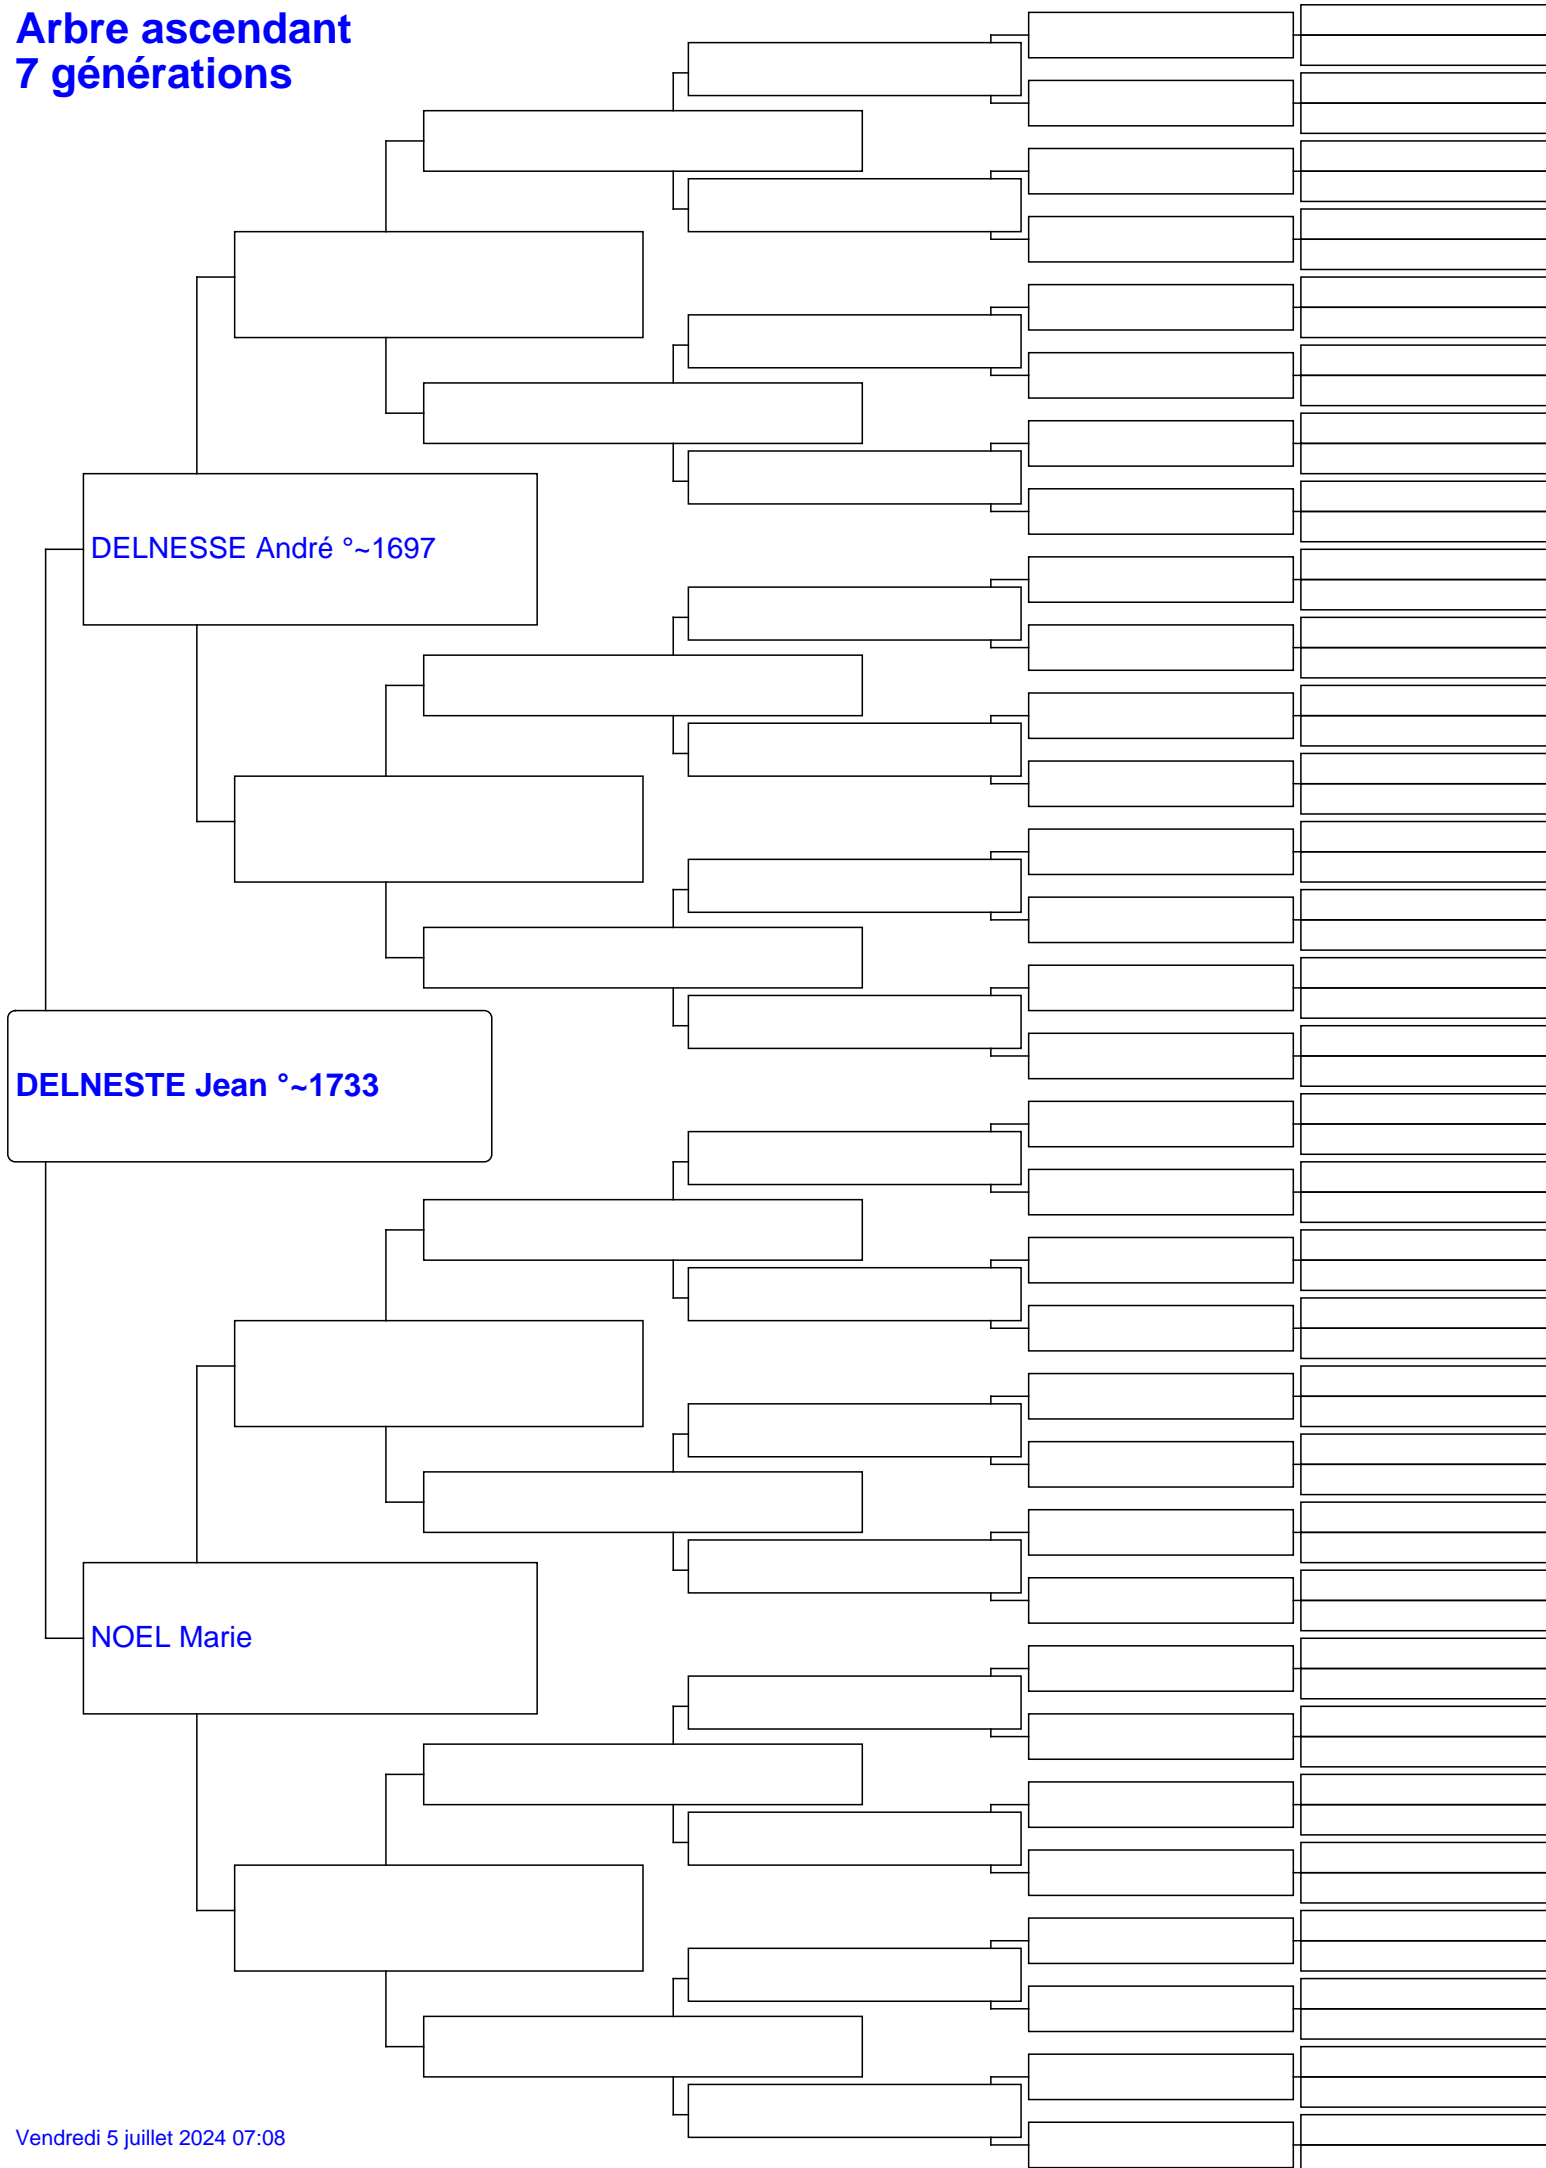 Arbre ascendant
7 générations
DELNESSE André °~1697
DELNESTE Jean °~1733
NOEL Marie
Vendredi 5 juillet 2024 07:08